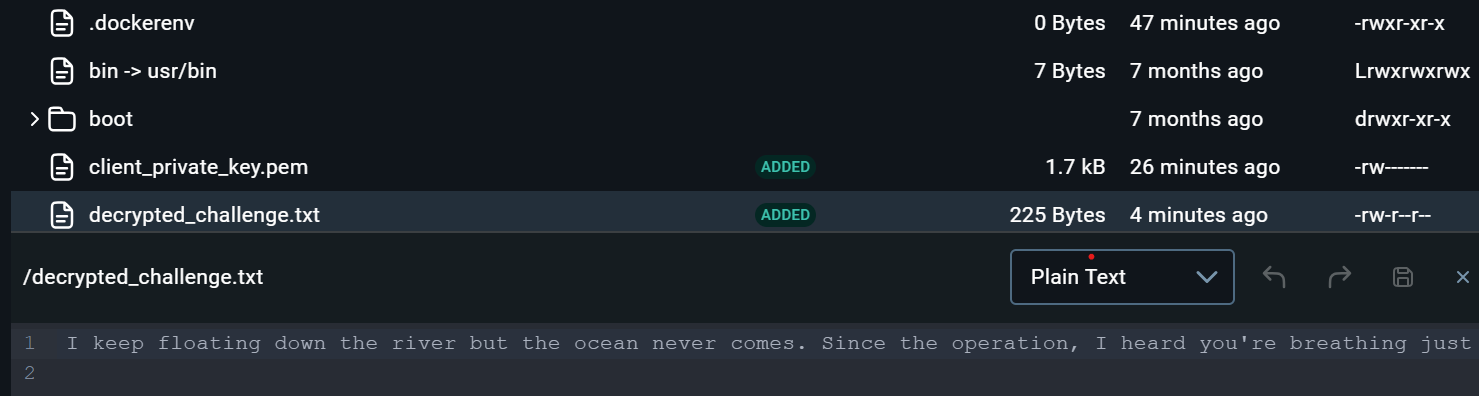 .dockerenv 0 Bytes 47 minutes ago -rwxr-xr-x
bin -> usr/bin 7 Bytes 7 months ago Lrwxrwxrwx
boot 7 months ago drwxr-xr-x
client_private_key.pem ADDED 1.7 kB 26 minutes ago -rw-------
decrypted_challenge.txt ADDED 225 Bytes 4 minutes ago -rw-r--r--
/decrypted_challenge.txt Plain Text
1 I keep floating down the river but the ocean never comes. Since the operation, I heard you're breathing just
2